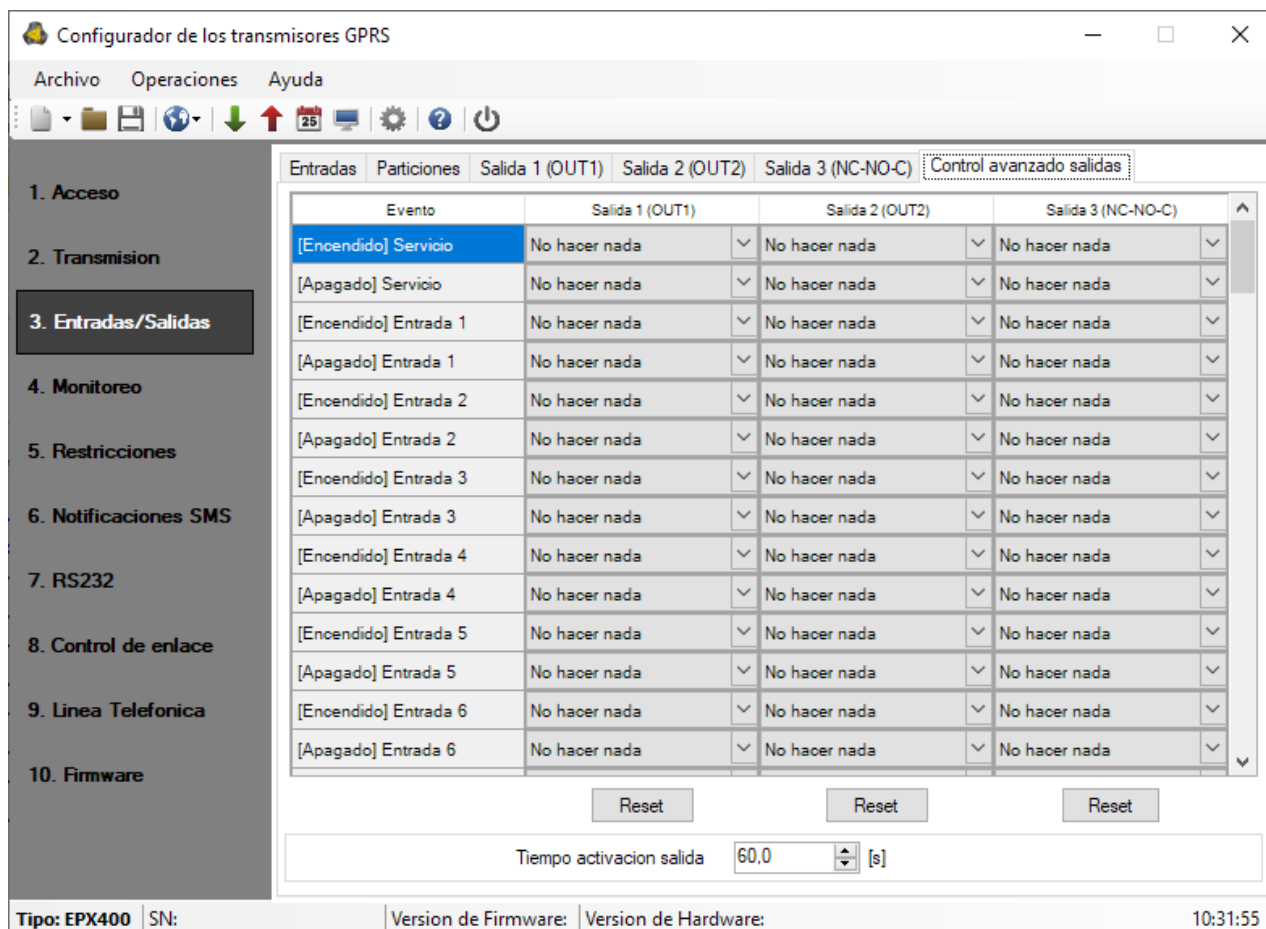 Configurador de los transmisores GPRS
Archivo Operaciones Ayuda
25
1. Acceso
2. Transmision
3. Entradas/Salidas
4. Monitoreo
5. Restricciones
6. Notificaciones SMS
7. RS232
8. Control de enlace
9. Linea Telefonica
10. Firmware
Entradas Particiones Salida 1 (OUT1) Salida 2 (OUT2) Salida 3 (NC-NO-C) Control avanzado salidas
Evento Salida 1 (OUT1) Salida 2 (OUT2) Salida 3 (NC-NO-C)
[Encendido] Servicio No hacer nada No hacer nada No hacer nada
[Apagado] Servicio No hacer nada No hacer nada No hacer nada
[Encendido] Entrada 1 No hacer nada No hacer nada No hacer nada
[Apagado] Entrada 1 No hacer nada No hacer nada No hacer nada
[Encendido] Entrada 2 No hacer nada No hacer nada No hacer nada
[Apagado] Entrada 2 No hacer nada No hacer nada No hacer nada
[Encendido] Entrada 3 No hacer nada No hacer nada No hacer nada
[Apagado] Entrada 3 No hacer nada No hacer nada No hacer nada
[Encendido] Entrada 4 No hacer nada No hacer nada No hacer nada
[Apagado] Entrada 4 No hacer nada No hacer nada No hacer nada
[Encendido] Entrada 5 No hacer nada No hacer nada No hacer nada
[Apagado] Entrada 5 No hacer nada No hacer nada No hacer nada
[Encendido] Entrada 6 No hacer nada No hacer nada No hacer nada
[Apagado] Entrada 6 No hacer nada No hacer nada No hacer nada
Reset Reset Reset
Tiempo activacion salida 60,0 [s]
Tipo: EPX400 SN: Version de Firmware: Version de Hardware: 10:31:55